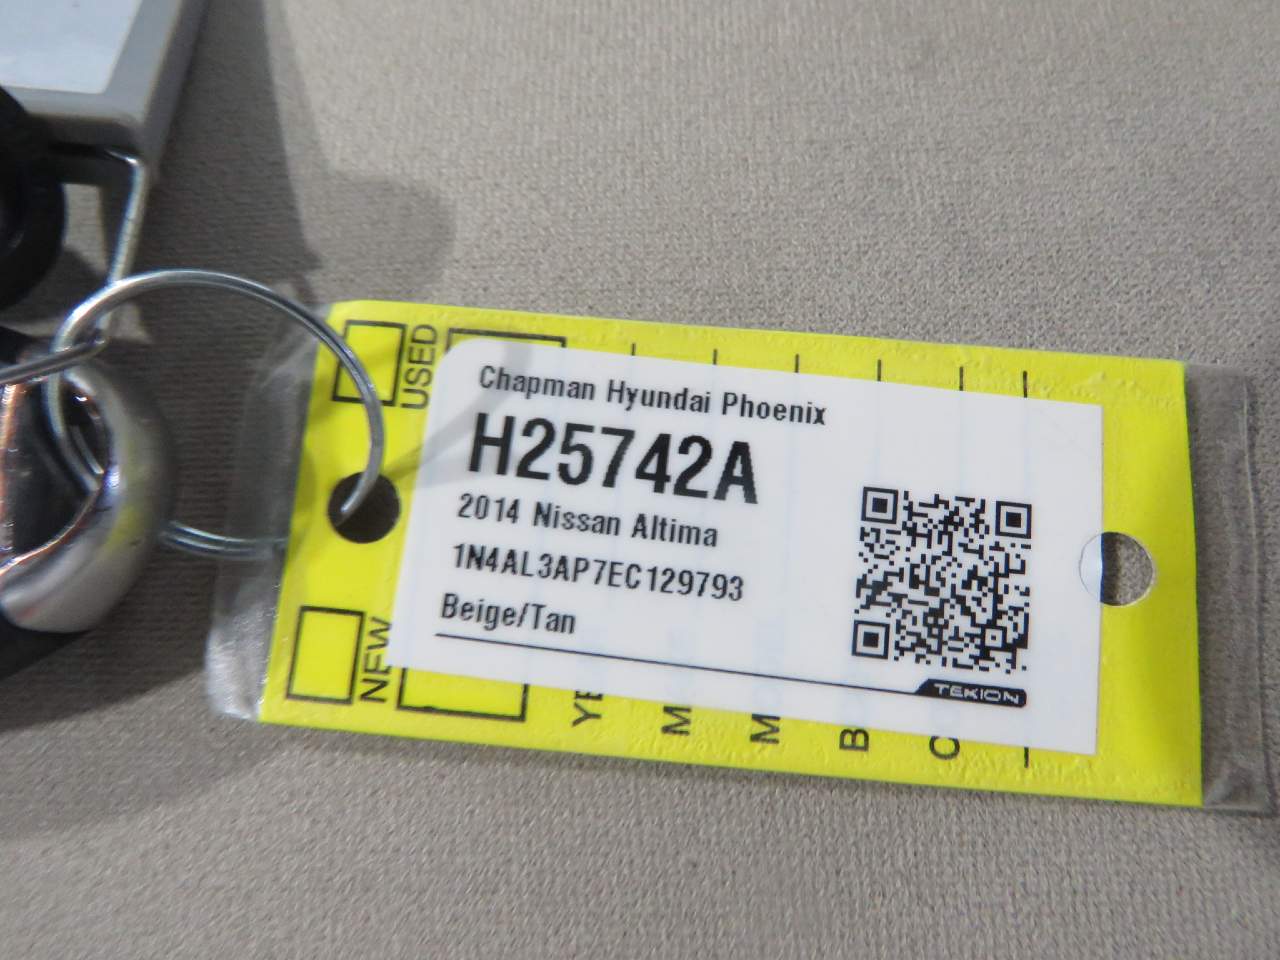 Chapman Hyundai Phoenix
H25742A
2014 Nissan Altima
1N4AL3AP7EC129793
Beige/Tan
TEKION
USED
NEW